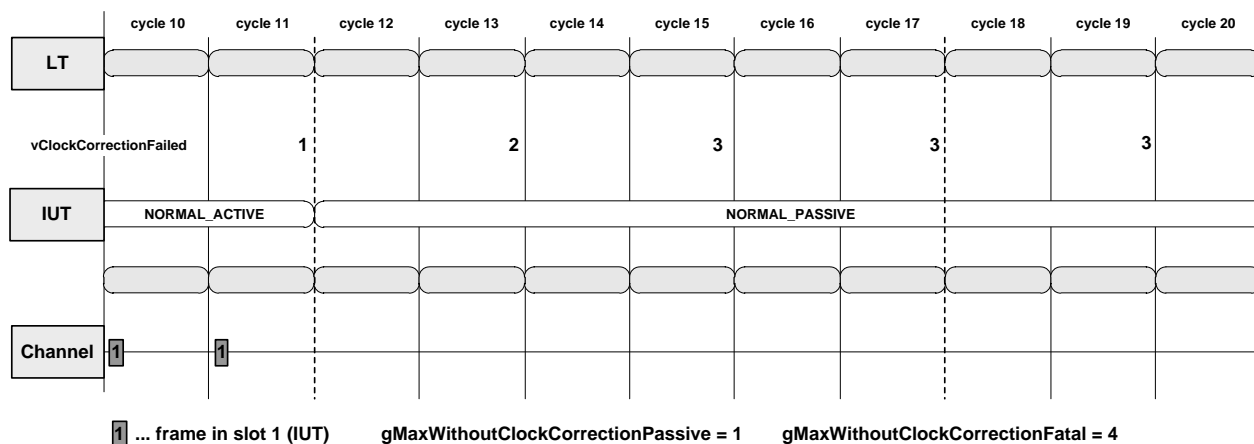 cycle 10 cycle 11 cycle 12 cycle 13 cycle 14 cycle 15 cycle 16 cycle 17 cycle 18 cycle 19 cycle 20
LT
vClockCorrectionFailed 1 2 3 3 3
IUT NORMAL_ACTIVE NORMAL_PASSIVE
Channel 1 1
1 ... frame in slot 1 (IUT) gMaxWithoutClockCorrectionPassive = 1 gMaxWithoutClockCorrectionFatal = 4